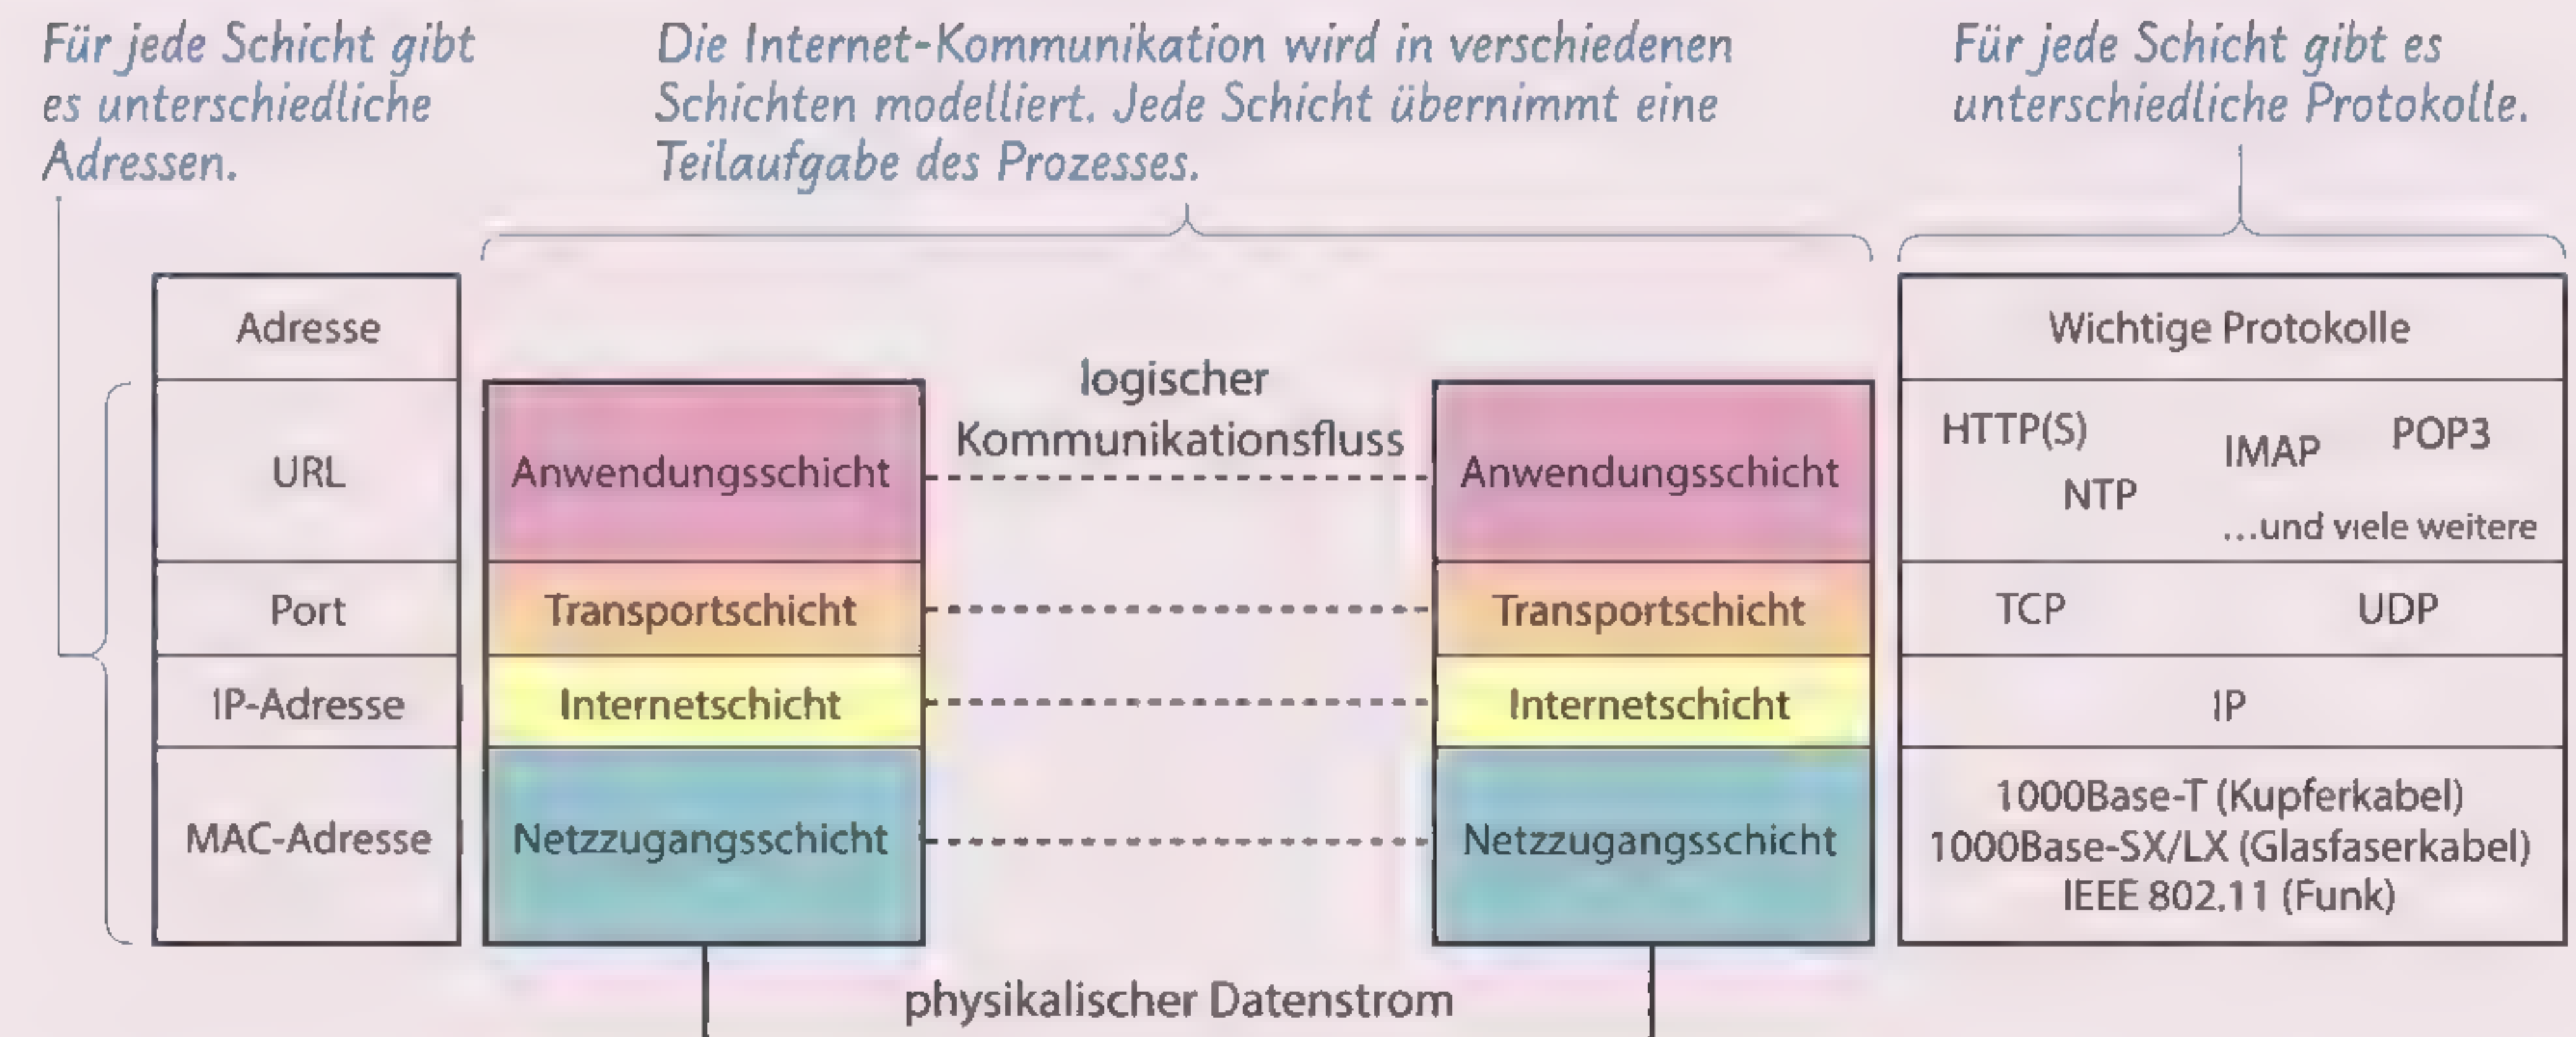 Für jede Schicht gibt
es unterschiedliche
Adressen.
Die Internet-Kommunikation wird in verschiedenen
Schichten modelliert. Jede Schicht übernimmt eine
Teilaufgabe des Prozesses.
Für jede Schicht gibt es
unterschiedliche Protokolle.
Adresse
URL
Port
IP-Adresse
MAC-Adresse
Anwendungsschicht
Transportschicht
Internetschicht
Netzzugangsschicht
logischer
Kommunikationsfluss
Anwendungsschicht
Transportschicht
Internetschicht
Netzzugangsschicht
physikalischer Datenstrom
Wichtige Protokolle
HTTP(S)
IMAP
POP3
NTP
...und viele weitere
TCP
UDP
IP
1000Base-T (Kupferkabel)
1000Base-SX/LX (Glasfaserkabel)
IEEE 802.11 (Funk)